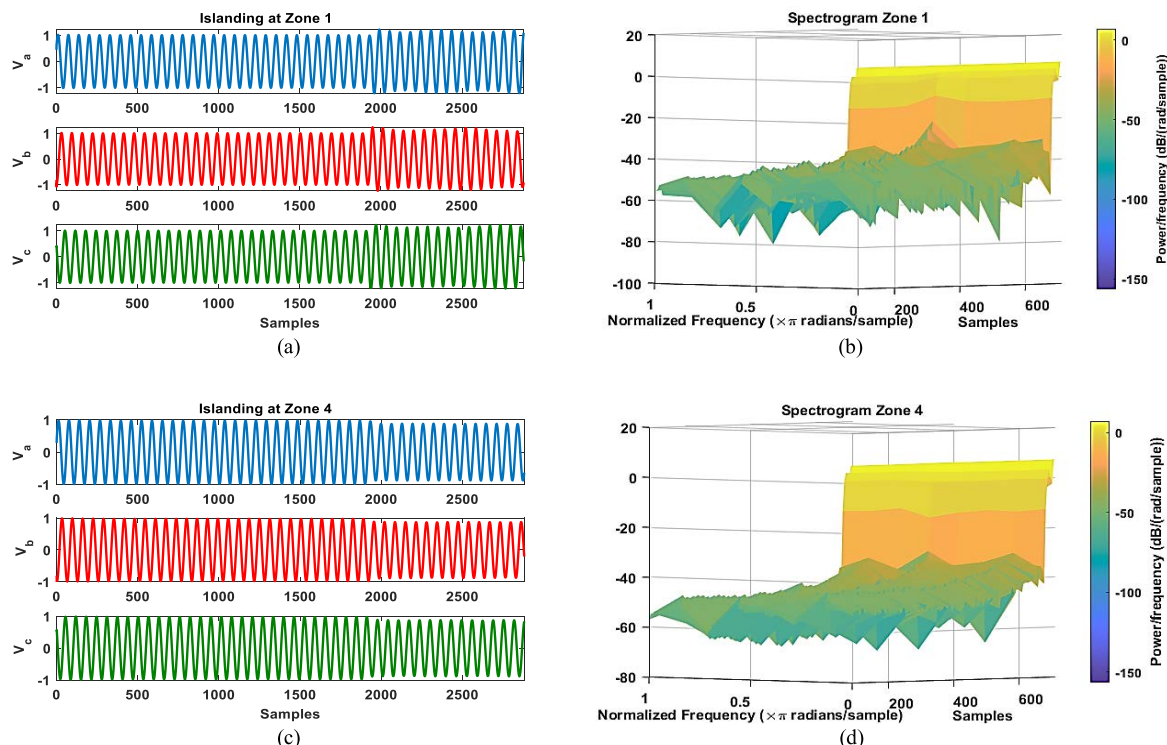 Islanding at Zone 1
V_a
1
0
-1
0 500 1000 1500 2000 2500
V_b
1
0
-1
0 500 1000 1500 2000 2500
V_c
1
0
-1
0 500 1000 1500 2000 2500
Samples
(a)
Spectrogram Zone 1
20
0
-20
-40
-60
-80
-100
1 0.5 0 200 400 600
Normalized Frequency (×π radians/sample) Samples
0
-50
-100
-150
Power/frequency (dB/(rad/sample))
(b)
Islanding at Zone 4
V_a
1
0
-1
0 500 1000 1500 2000 2500
V_b
1
0
-1
0 500 1000 1500 2000 2500
V_c
1
0
-1
0 500 1000 1500 2000 2500
Samples
(c)
Spectrogram Zone 4
20
0
-20
-40
-60
-80
1 0.5 0 200 400 600
Normalized Frequency (×π radians/sample) Samples
0
-50
-100
-150
Power/frequency (dB/(rad/sample))
(d)